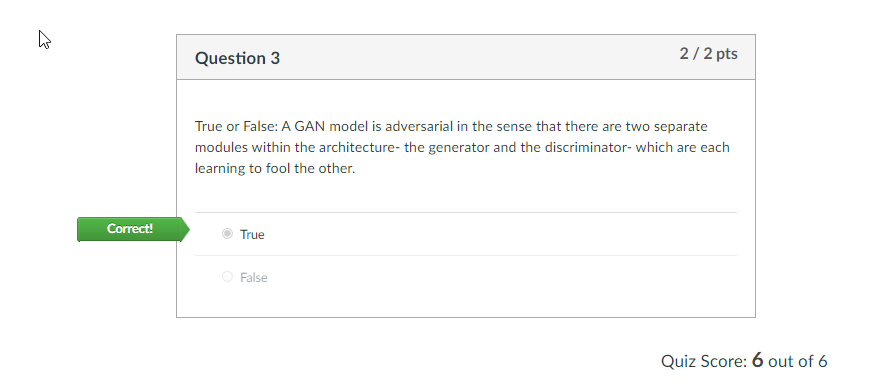 Question 3
2 / 2 pts
True or False: A GAN model is adversarial in the sense that there are two separate
modules within the architecture- the generator and the discriminator- which are each
learning to fool the other.
Correct!
True
False
Quiz Score: 6 out of 6